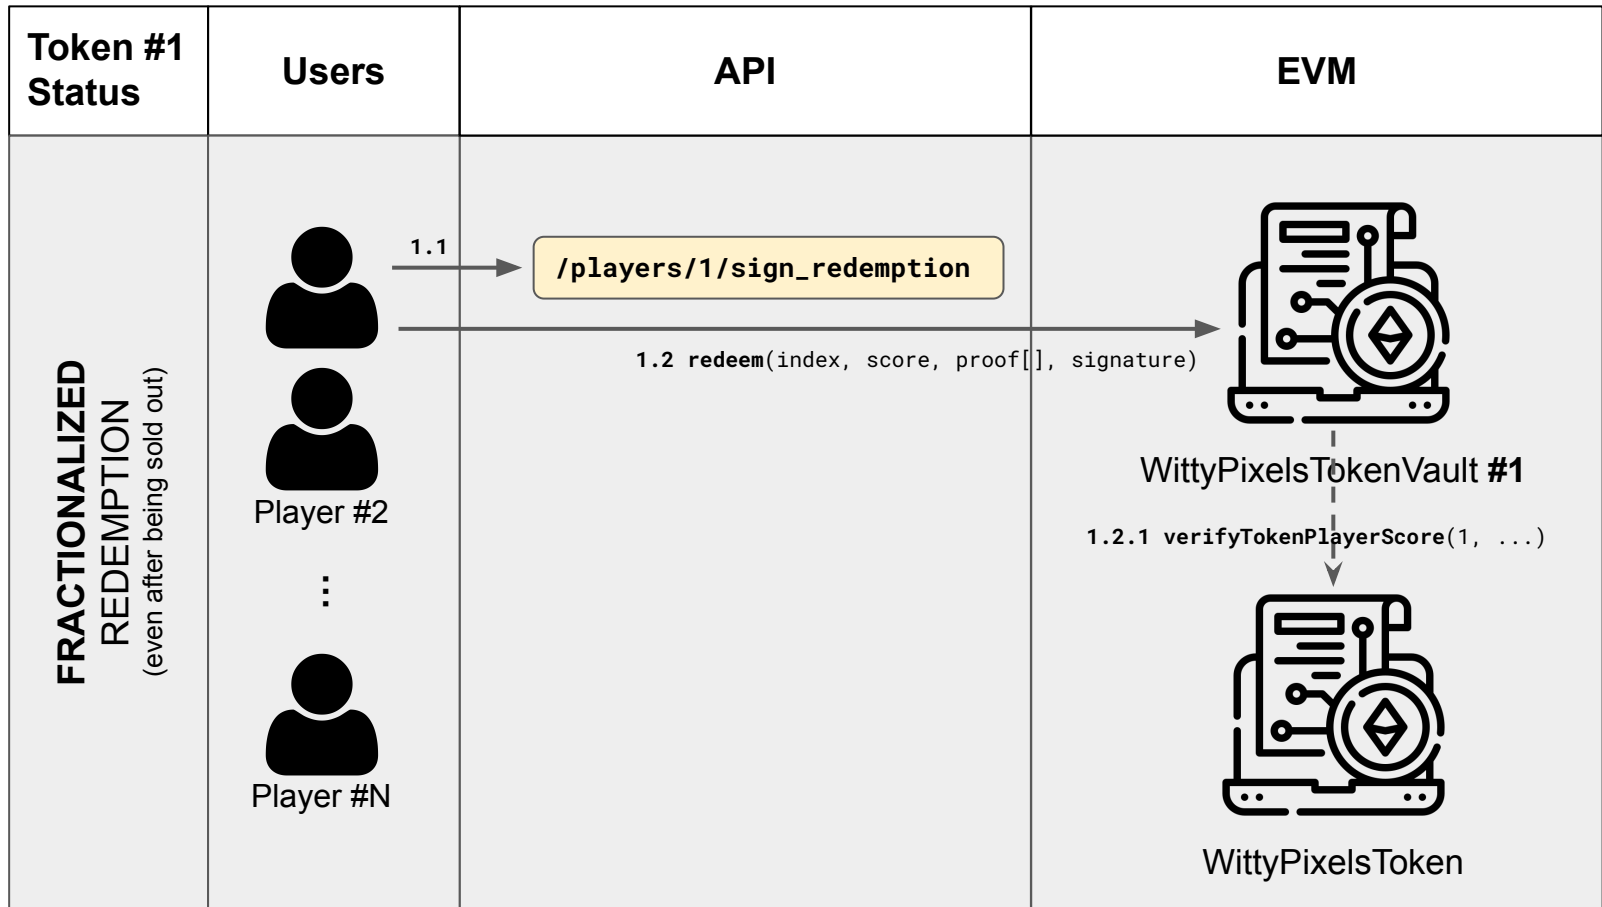 Token #1
Status
Users
API
EVM
FRACTIONALIZED
REDEMPTION
(even after being sold out)
1.1
/players/1/sign_redemption
1.2 redeem(index, score, proof[], signature)
Player #2
⋮
Player #N
WittyPixelsTokenVault #1
1.2.1 verifyTokenPlayerScore(1, ...)
WittyPixelsToken